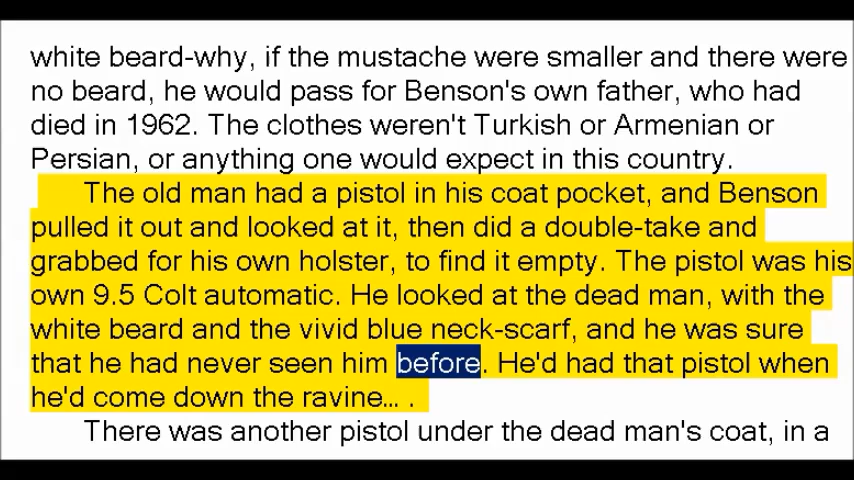 white beard-why, if the mustache were smaller and there were
no beard, he would pass for Benson's own father, who had
died in 1962. The clothes weren't Turkish or Armenian or
Persian, or anything one would expect in this country.
The old man had a pistol in his coat pocket, and Benson
pulled it out and looked at it, then did a double-take and
grabbed for his own holster, to find it empty. The pistol was his
own 9.5 Colt automatic. He looked at the dead man, with the
white beard and the vivid blue neck-scarf, and he was sure
that he had never seen him before. He'd had that pistol when
he'd come down the ravine... .
There was another pistol under the dead man's coat, in a